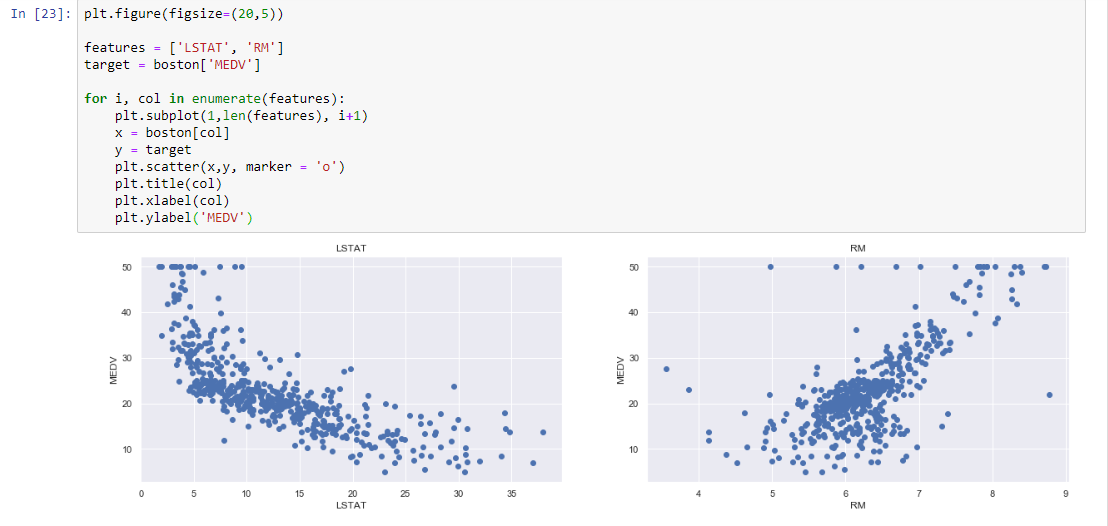 In [23]: plt.figure(figsize=(20,5))
features = ['LSTAT', 'RM']
target = boston['MEDV']
for i, col in enumerate(features):
    plt.subplot(1,len(features), i+1)
    x = boston[col]
    y = target
    plt.scatter(x,y, marker = 'o')
    plt.title(col)
    plt.xlabel(col)
    plt.ylabel('MEDV')
LSTAT
50
40
30
20
10
MEDV
0 5 10 15 20 25 30 35
LSTAT
RM
50
40
30
20
10
MEDV
4 5 6 7 8 9
RM